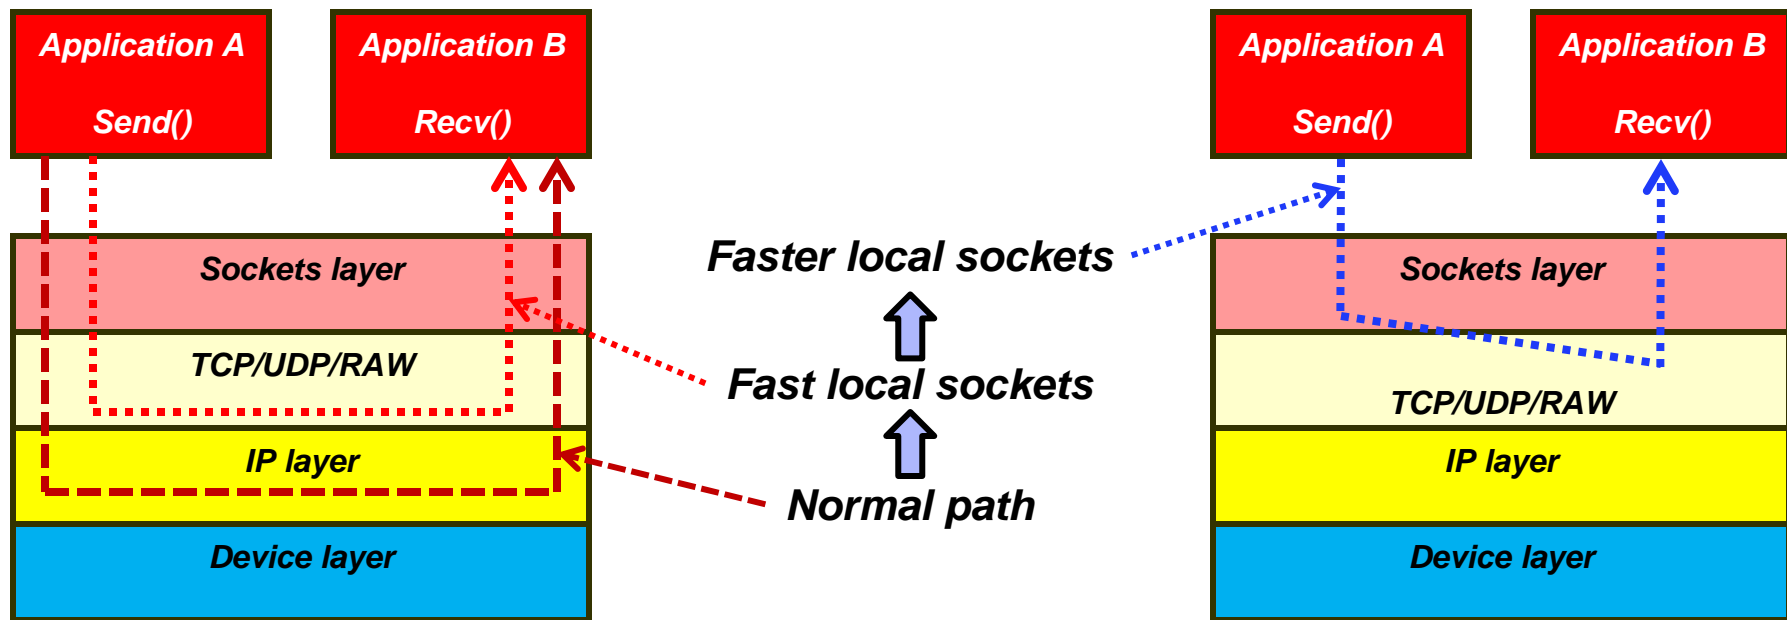 Application A
Send()
Application B
Recv()
Sockets layer
TCP/UDP/RAW
IP layer
Device layer
Faster local sockets
Fast local sockets
Normal path
Application A
Send()
Application B
Recv()
Sockets layer
TCP/UDP/RAW
IP layer
Device layer